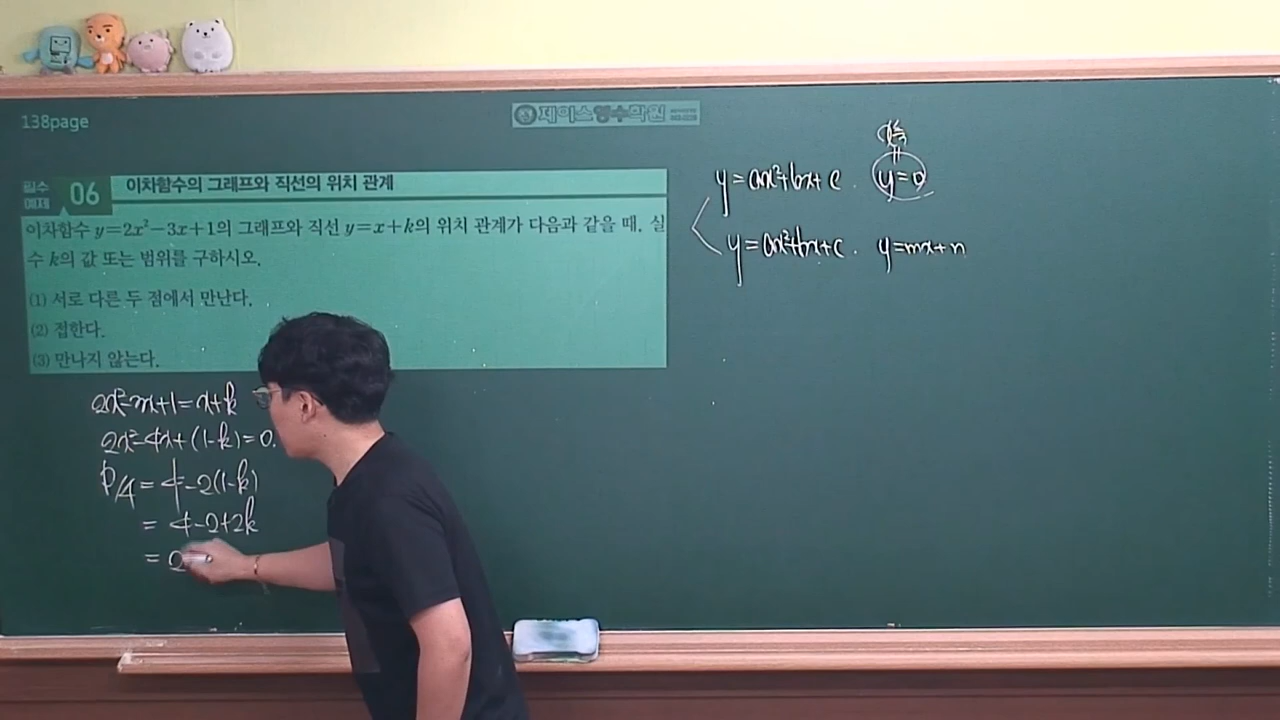 138page
제이스영수학원
필수 예제 06 이차함수의 그래프와 직선의 위치 관계
이차함수 y=2x²−3x+1의 그래프와 직선 y=x+k의 위치 관계가 다음과 같을 때, 실
수 k의 값 또는 범위를 구하시오.
(1) 서로 다른 두 점에서 만난다.
(2) 접한다.
(3) 만나지 않는다.
2x²-3x+1=x+k
2x²-4x+(1-k)=0.
D/4 = 4-2(1-k)
= 4-2+2k
= 2
x축
=
y=ax²+bx+c. y=0
y=ax²+bx+c. y=mx+n